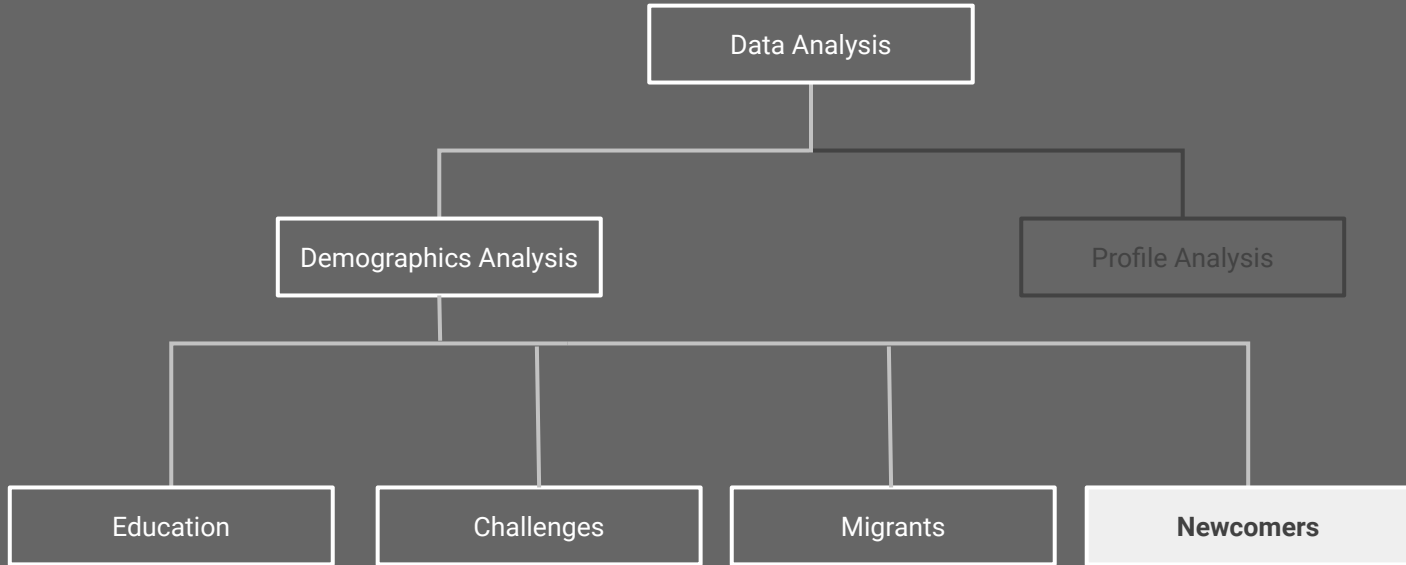 Data Analysis
Demographics Analysis
Profile Analysis
Education
Challenges
Migrants
Newcomers